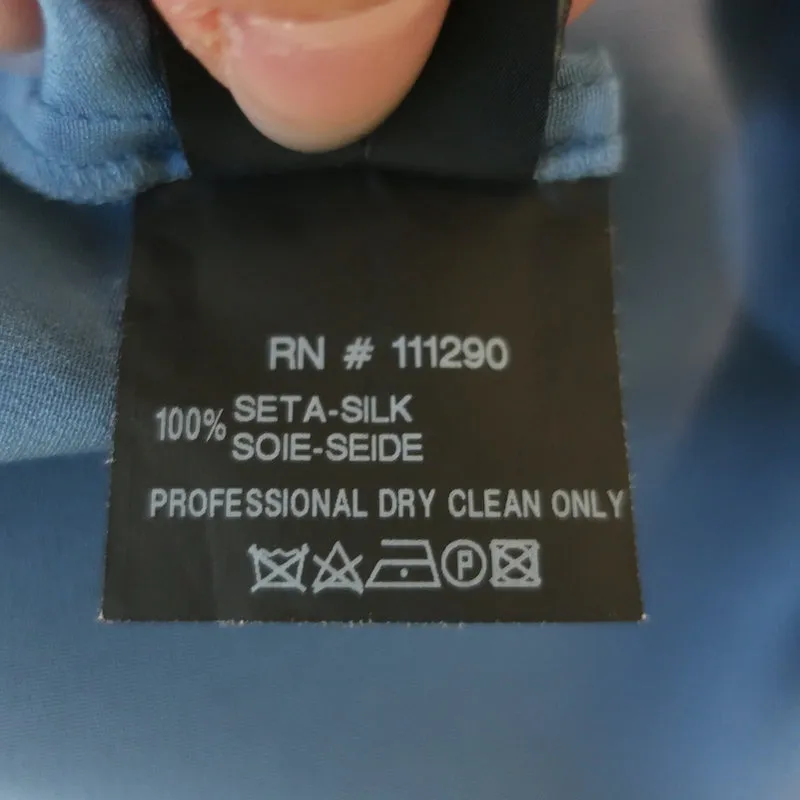 RN # 111290
100% SETA-SILK
SOIE-SEIDE
PROFESSIONAL DRY CLEAN ONLY
P